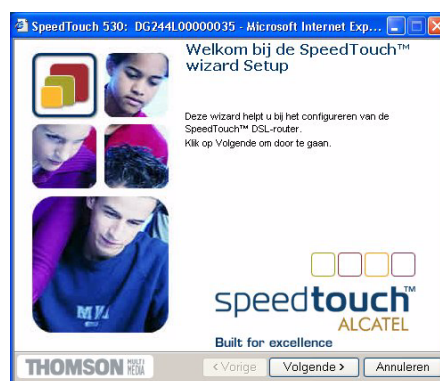 SpeedTouch 530: DG244L00000035 - Microsoft Internet Exp...
Welkom bij de SpeedTouch™
wizard Setup
Deze wizard helpt u bij het configureren van de
SpeedTouch™ DSL-router.
Klik op Volgende om door te gaan.
speedtouch™
ALCATEL
Built for excellence
THOMSON MULTI MEDIA
< Vorige
Volgende >
Annuleren